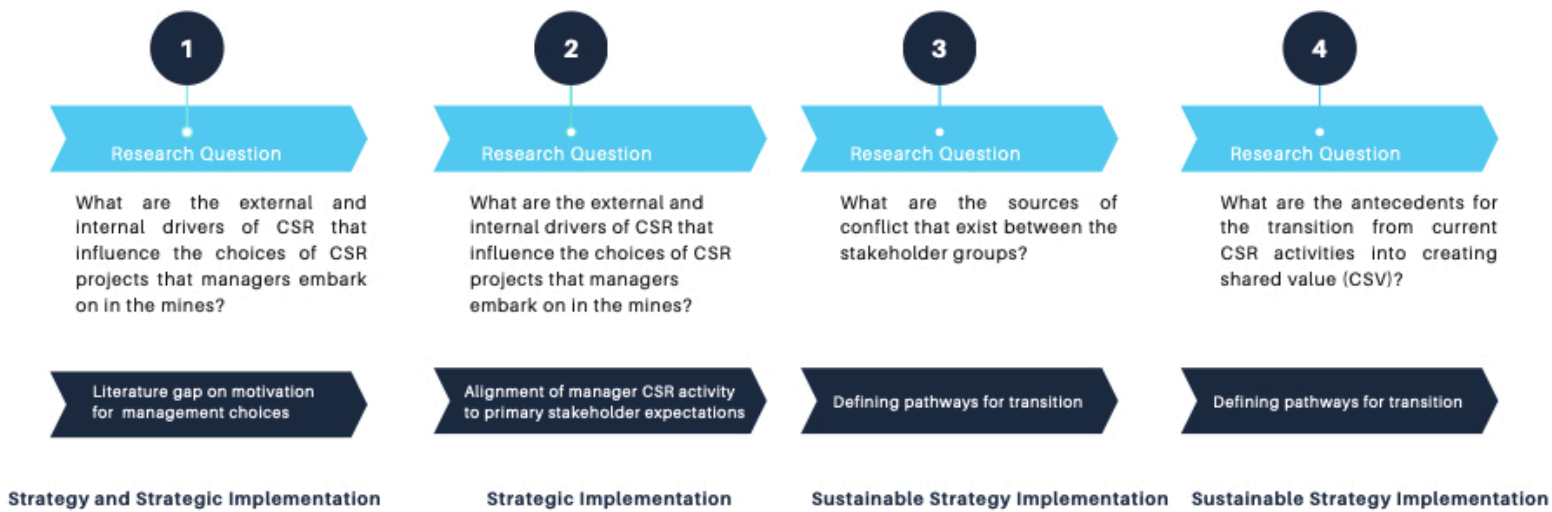 1
Research Question
What are the external and
internal drivers of CSR that
influence the choices of CSR
projects that managers embark
on in the mines?
Literature gap on motivation
for management choices
Strategy and Strategic Implementation
2
Research Question
What are the external and
internal drivers of CSR that
influence the choices of CSR
projects that managers
embark on in the mines?
Alignment of manager CSR activity
to primary stakeholder expectations
Strategic Implementation
3
Research Question
What are the sources of
conflict that exist between the
stakeholder groups?
Defining pathways for transition
Sustainable Strategy Implementation
4
Research Question
What are the antecedents for
the transition from current
CSR activities into creating
shared value (CSV)?
Defining pathways for transition
Sustainable Strategy Implementation